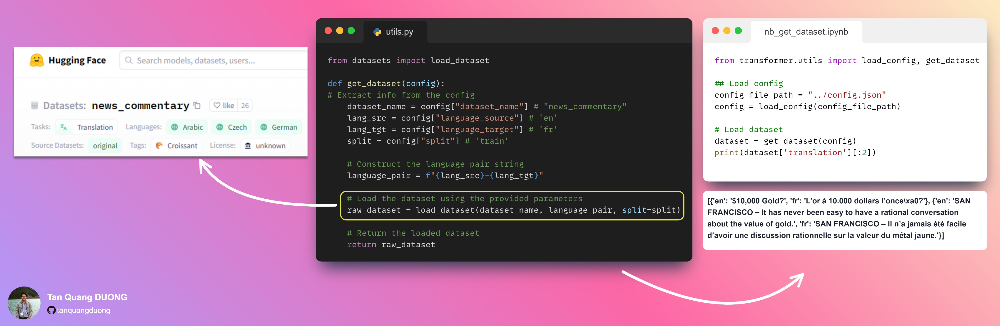 Hugging Face
Search models, datasets, users...
Datasets: news_commentary
like 26
Tasks: Translation Languages: Arabic Czech German
Source Datasets: original Tags: Croissant License: unknown
utils.py
from datasets import load_dataset
def get_dataset(config):
# Extract info from the config
dataset_name = config["dataset_name"] # "news_commentary"
lang_src = config["language_source"] # 'en'
lang_tgt = config["language_target"] # 'fr'
split = config["split"] # 'train'
# Construct the language pair string
language_pair = f"{lang_src}-{lang_tgt}"
# Load the dataset using the provided parameters
raw_dataset = load_dataset(dataset_name, language_pair, split=split)
# Return the loaded dataset
return raw_dataset
nb_get_dataset.ipynb
from transformer.utils import load_config, get_dataset
## Load config
config_file_path = "../config.json"
config = load_config(config_file_path)
# Load dataset
dataset = get_dataset(config)
print(dataset['translation'][:2])
[{'en': '$10,000 Gold?', 'fr': 'L’or à 10.000 dollars l’once\xa0?'}, {'en': 'SAN
FRANCISCO – It has never been easy to have a rational conversation
about the value of gold.', 'fr': 'SAN FRANCISCO – Il n’a jamais été facile
d’avoir une discussion rationnelle sur la valeur du métal jaune.'}]
Tan Quang DUONG
tanquangduong